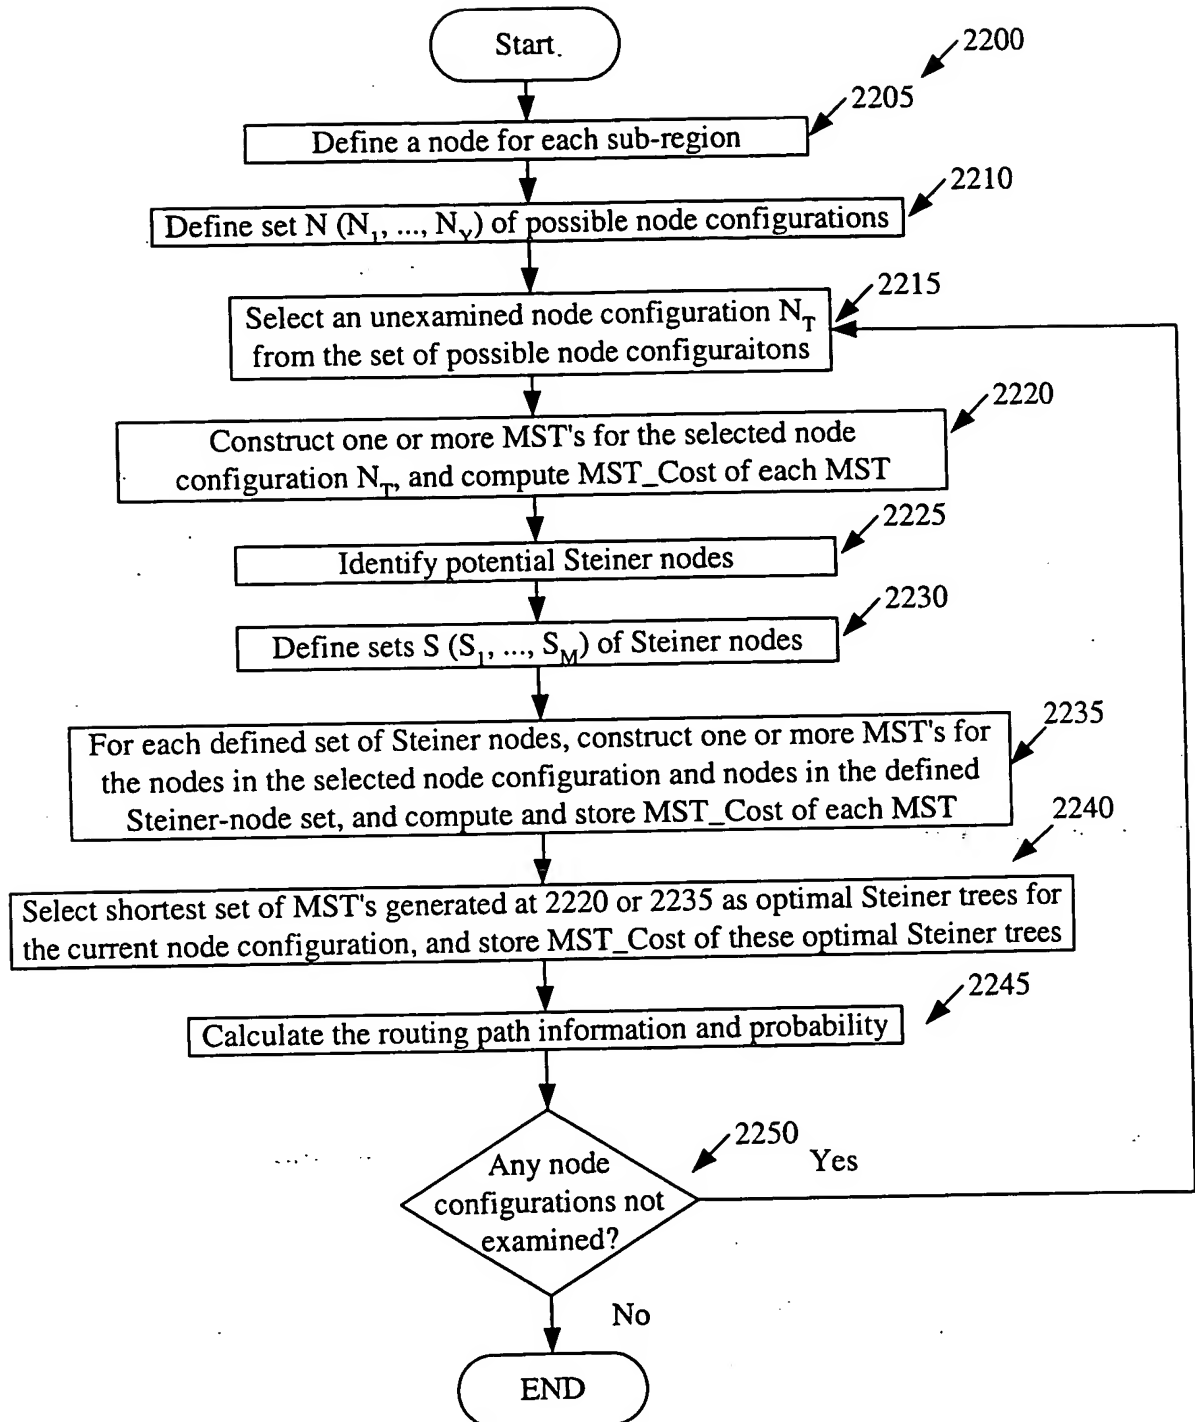 Start.
2200
2205
Define a node for each sub-region
2210
Define set N (N1, ..., NY) of possible node configurations
2215
Select an unexamined node configuration NT
from the set of possible node configuraitons
2220
Construct one or more MST's for the selected node
configuration NT, and compute MST_Cost of each MST
2225
Identify potential Steiner nodes
2230
Define sets S (S1, ..., SM) of Steiner nodes
2235
For each defined set of Steiner nodes, construct one or more MST's for
the nodes in the selected node configuration and nodes in the defined
Steiner-node set, and compute and store MST_Cost of each MST
2240
Select shortest set of MST's generated at 2220 or 2235 as optimal Steiner trees for
the current node configuration, and store MST_Cost of these optimal Steiner trees
2245
Calculate the routing path information and probability
2250
Yes
Any node
configurations not
examined?
No
END